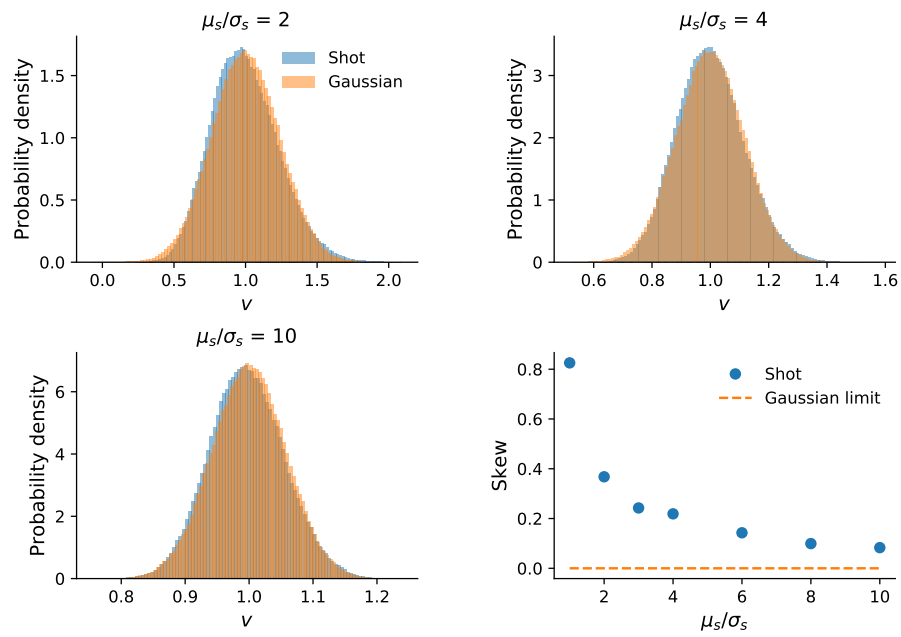 μₛ/σₛ = 2
Probability density
1.5
1.0
0.5
0.0
0.0 0.5 1.0 1.5 2.0
v
Shot
Gaussian
μₛ/σₛ = 4
Probability density
3
2
1
0
0.6 0.8 1.0 1.2 1.4 1.6
v
μₛ/σₛ = 10
Probability density
6
4
2
0
0.8 0.9 1.0 1.1 1.2
v
Skew
0.8
0.6
0.4
0.2
0.0
2 4 6 8 10
μₛ/σₛ
Shot
Gaussian limit